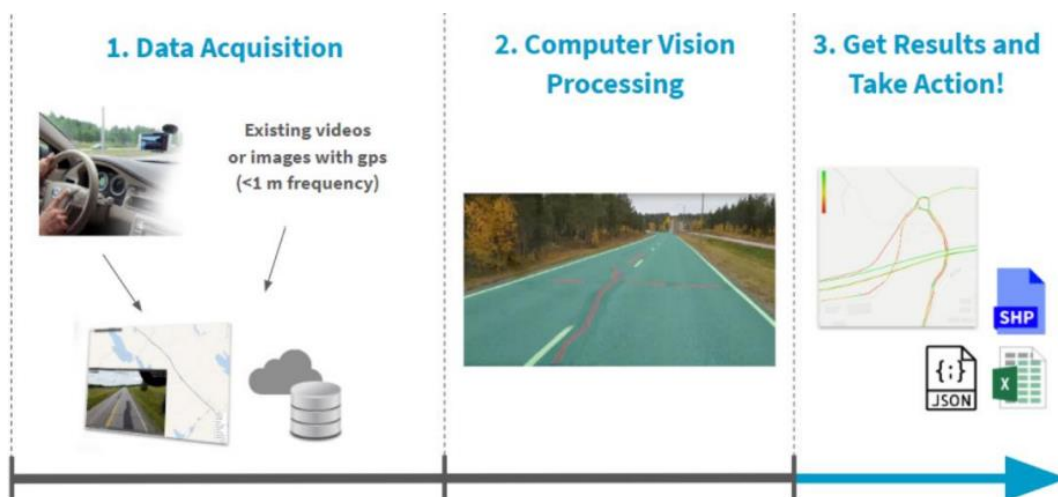 1. Data Acquisition
Existing videos
or images with gps
(<1 m frequency)
2. Computer Vision
Processing
3. Get Results and
Take Action!
SHP
{;}
.JSON
X